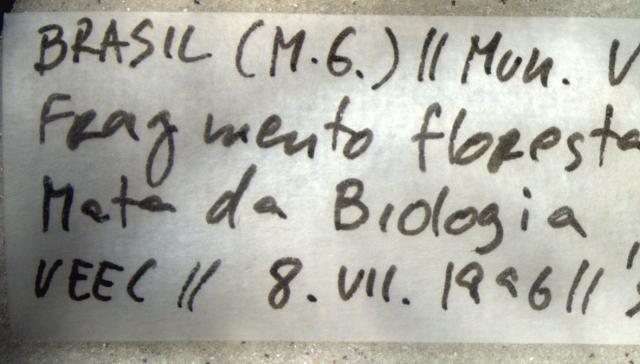 BRASIL (M.G.) // Mun. V
Fragmento floresta
Mata da Biologia
VEEC // 8. VII. 1996 //